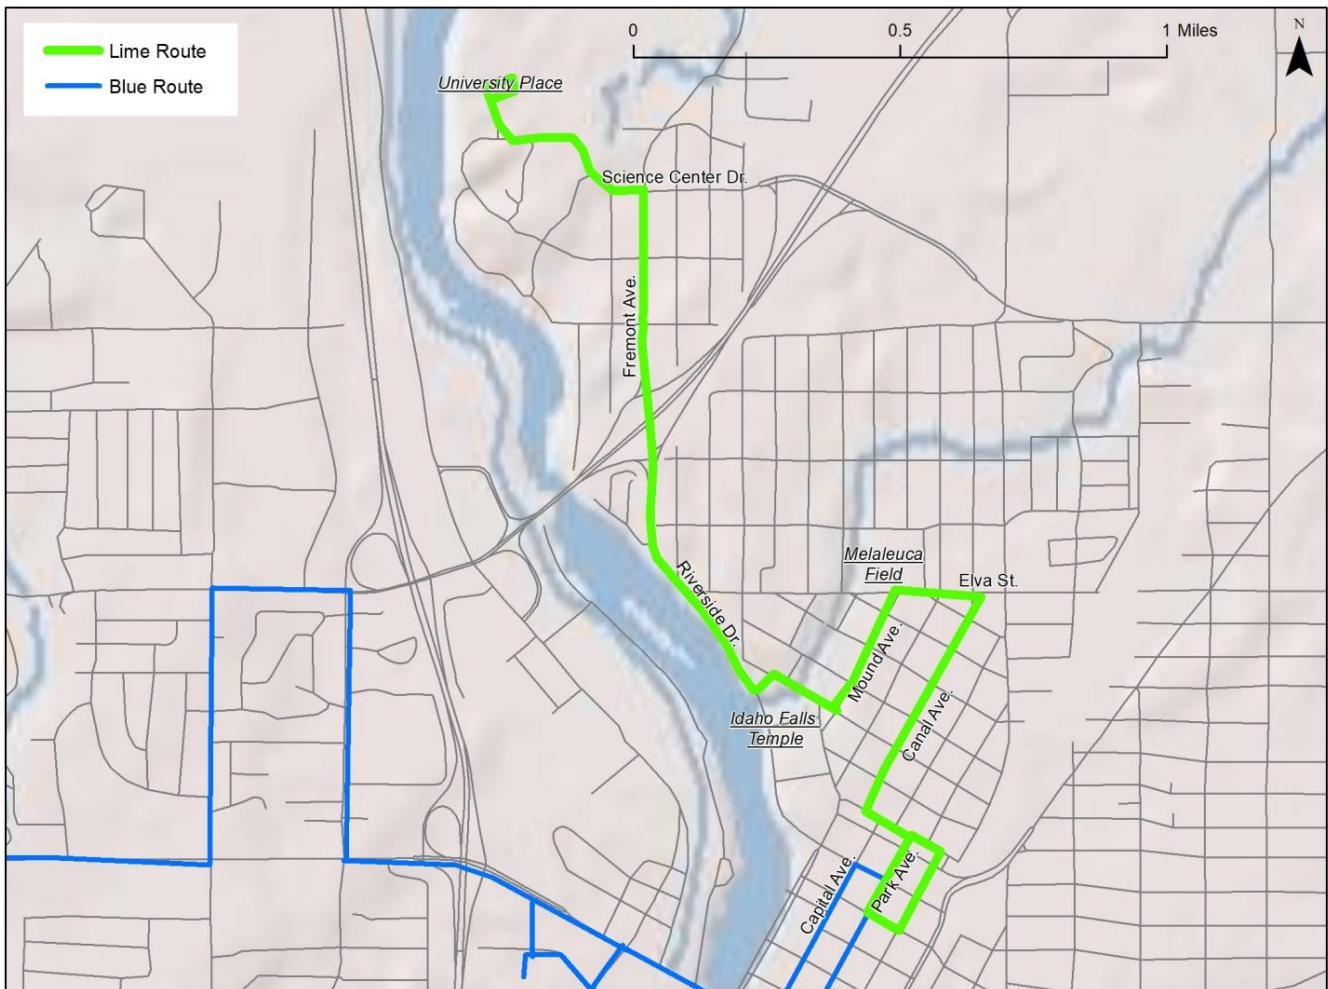 Lime Route
Blue Route
0 0.5 1 Miles
N
University Place
Science Center Dr.
Fremont Ave.
Riverside Dr.
Melaleuca
Field
Elva St.
Mound Ave.
Idaho Falls
Temple
Canal Ave.
Capital Ave.
Park Ave.